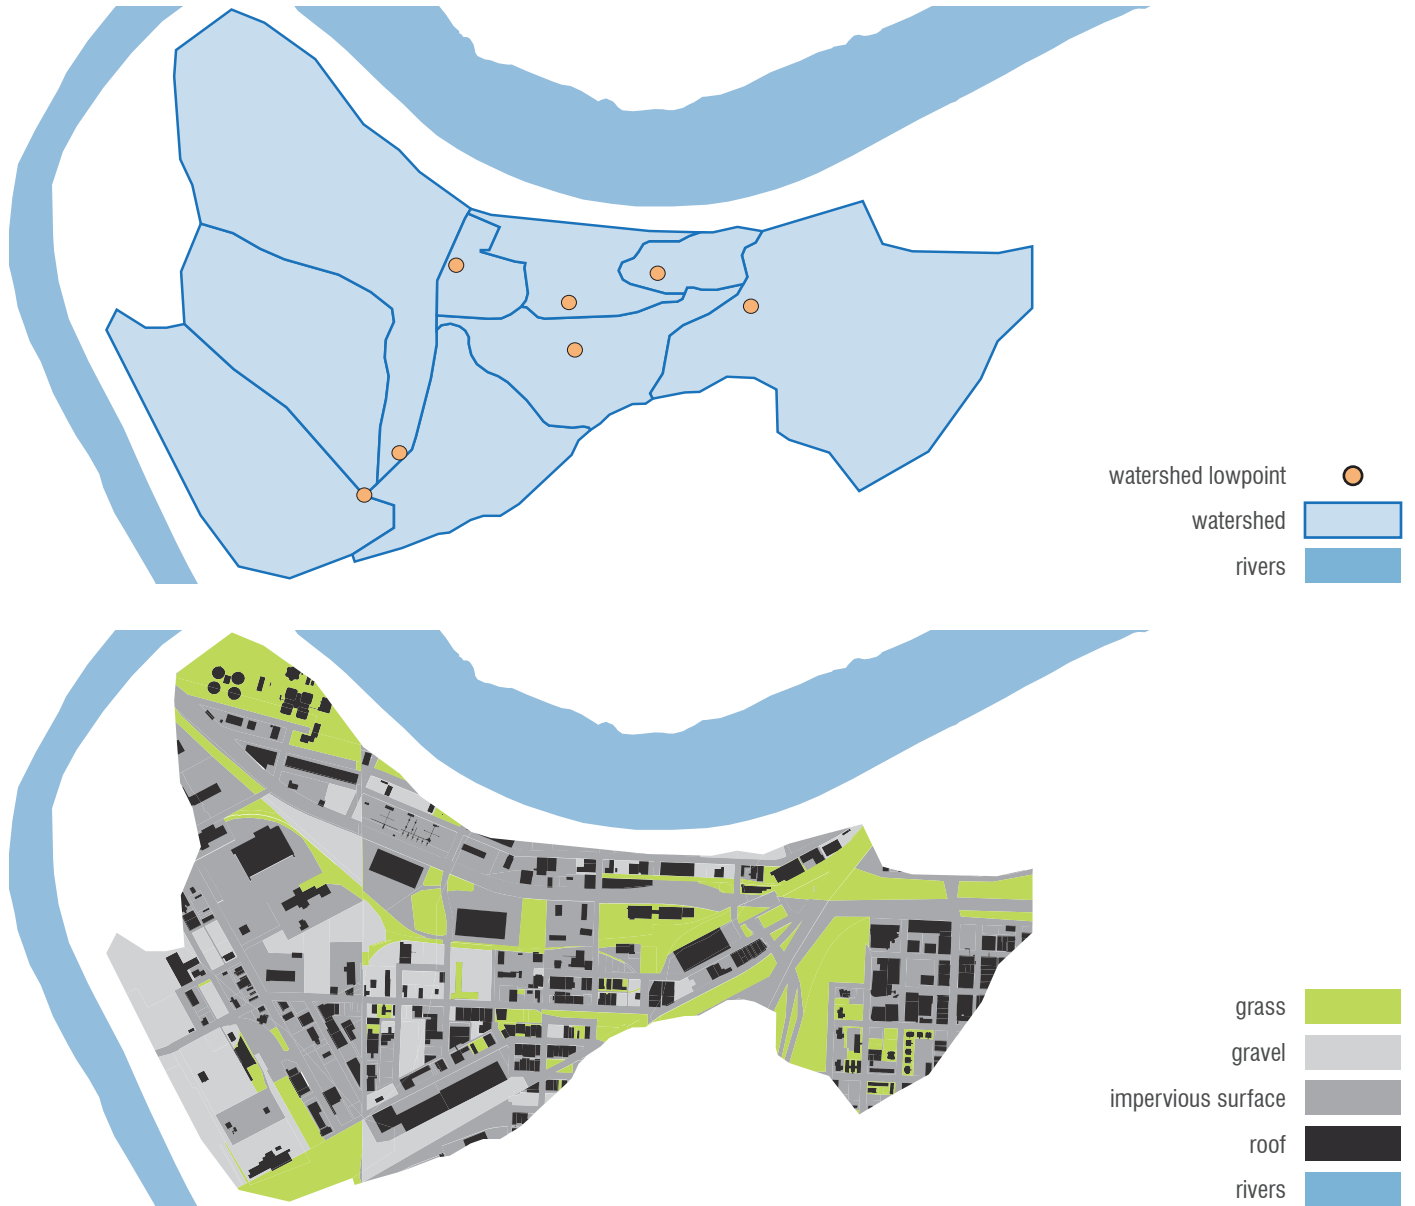 watershed lowpoint
watershed
rivers
grass
gravel
impervious surface
roof
rivers